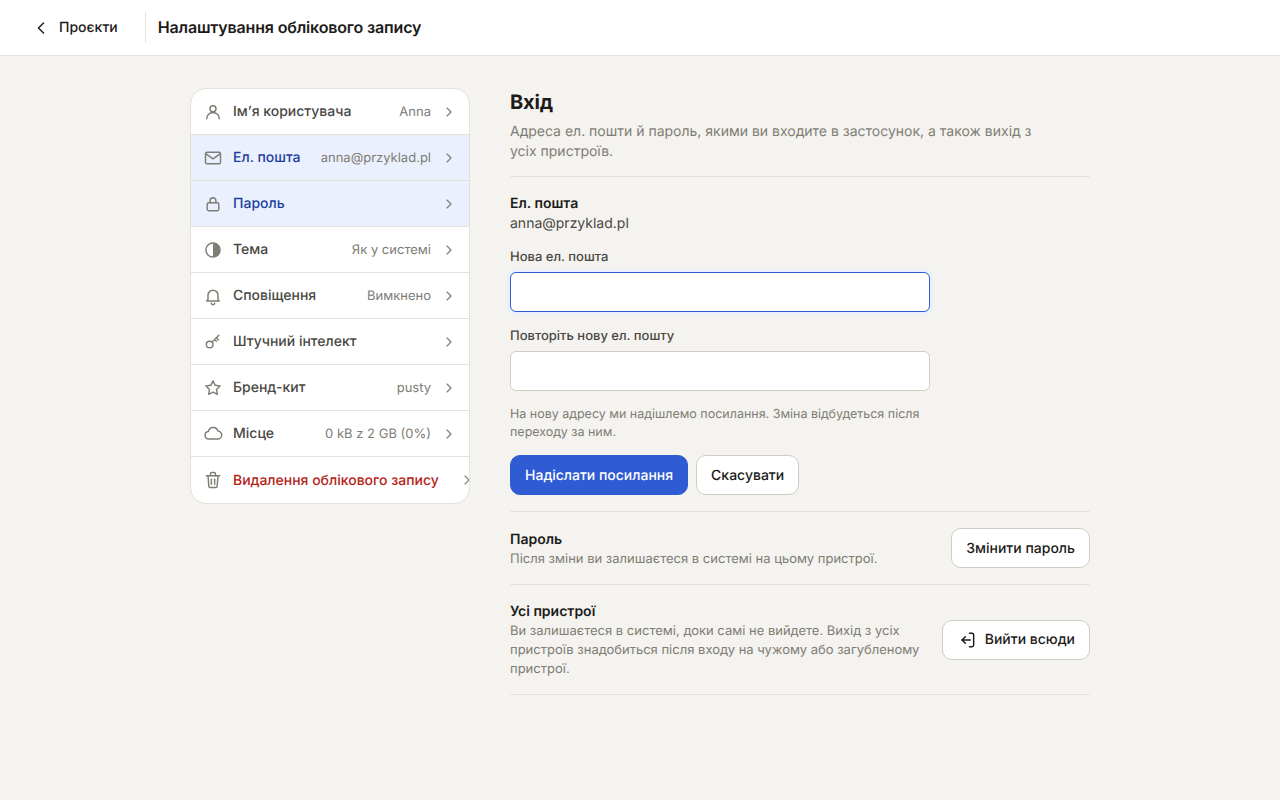 Проєкти
Налаштування облікового запису
Ім’я користувача Anna
Ел. пошта anna@przyklad.pl
Пароль
Тема Як у системі
Сповіщення Вимкнено
Штучний інтелект
Бренд-кит pusty
Місце 0 kB z 2 GB (0%)
Видалення облікового запису
Вхід
Адреса ел. пошти й пароль, якими ви входите в застосунок, а також вихід з
усіх пристроїв.
Ел. пошта
anna@przyklad.pl
Нова ел. пошта
Повторіть нову ел. пошту
На нову адресу ми надішлемо посилання. Зміна відбудеться після
переходу за ним.
Надіслати посилання Скасувати
Пароль
Після зміни ви залишаєтеся в системі на цьому пристрої.
Змінити пароль
Усі пристрої
Ви залишаєтеся в системі, доки самі не вийдете. Вихід з усіх
пристроїв знадобиться після входу на чужому або загубленому
пристрої.
Вийти всюди